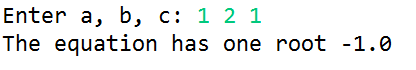 Enter a, b, c: 1 2 1
The equation has one root -1.0